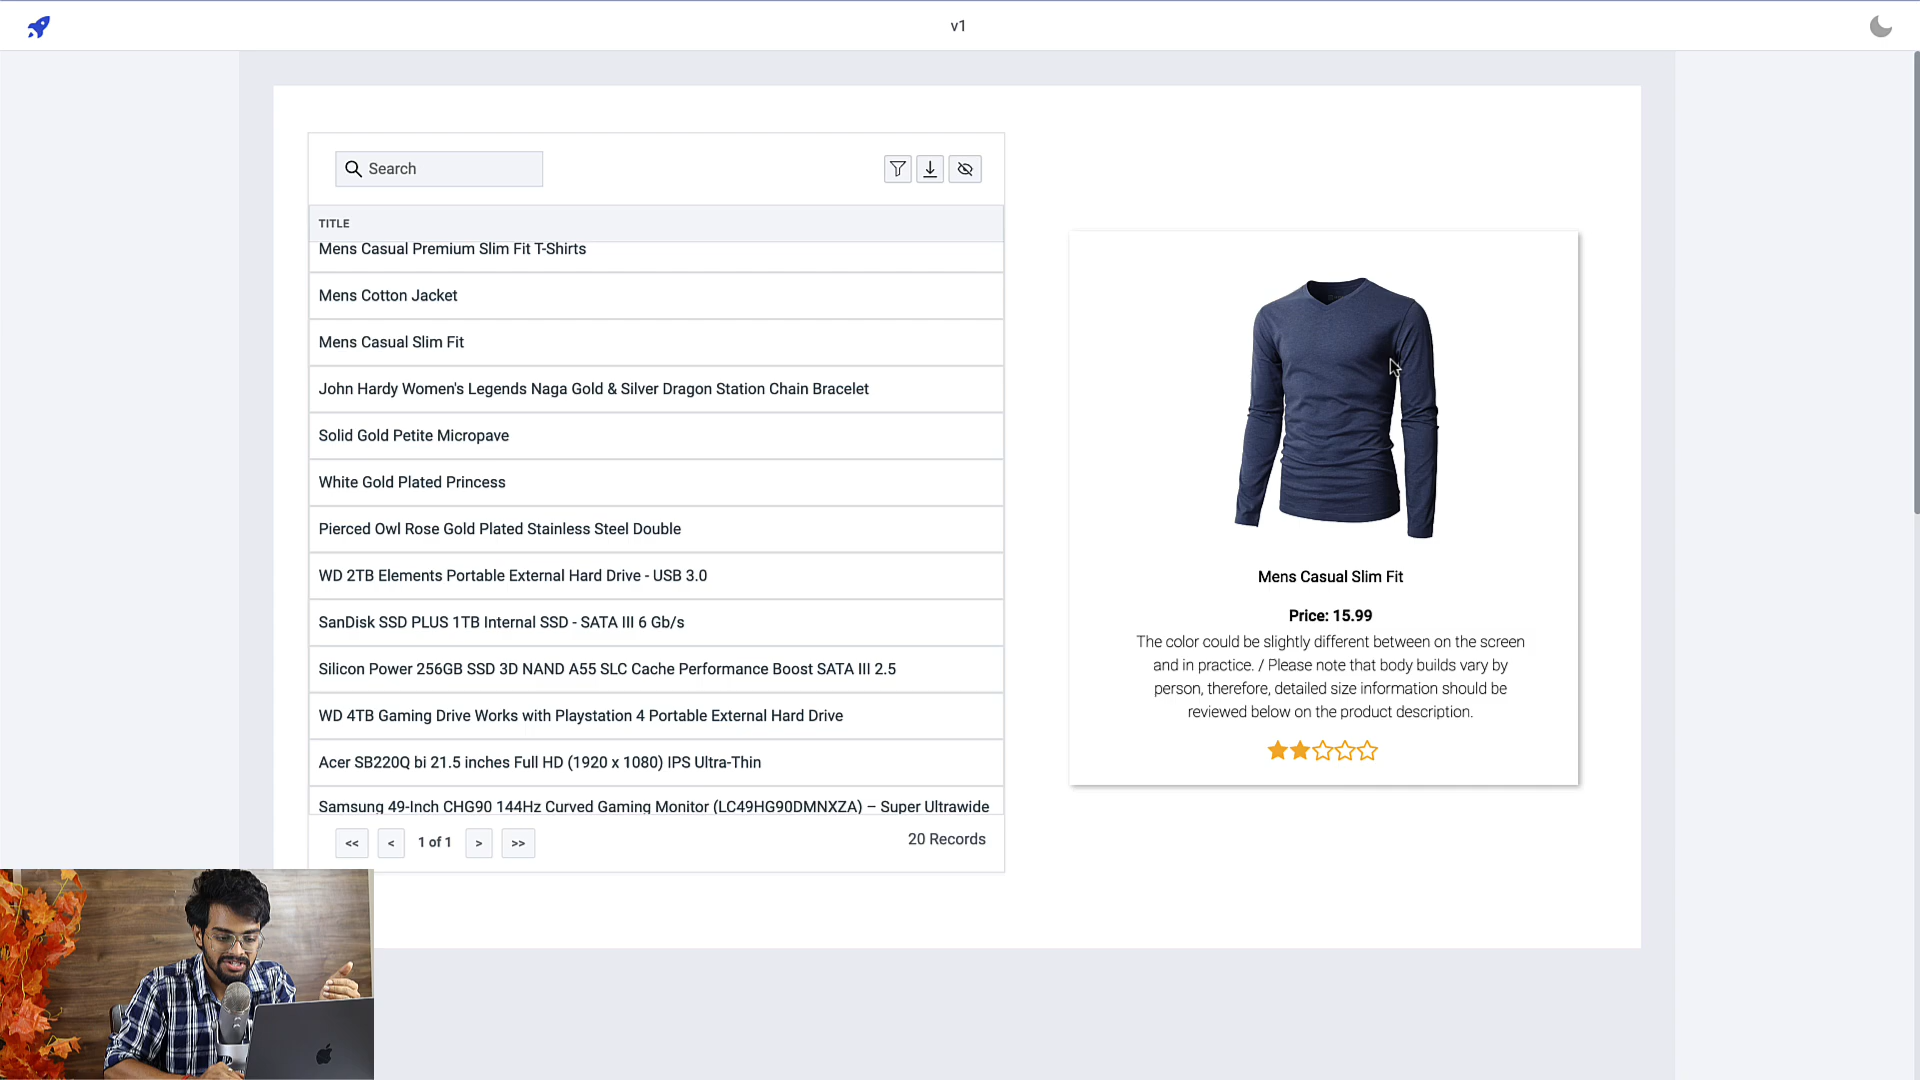 v1
Search
TITLE
Mens Casual Premium Slim Fit T-Shirts
Mens Cotton Jacket
Mens Casual Slim Fit
John Hardy Women's Legends Naga Gold & Silver Dragon Station Chain Bracelet
Solid Gold Petite Micropave
White Gold Plated Princess
Pierced Owl Rose Gold Plated Stainless Steel Double
WD 2TB Elements Portable External Hard Drive - USB 3.0
SanDisk SSD PLUS 1TB Internal SSD - SATA III 6 Gb/s
Silicon Power 256GB SSD 3D NAND A55 SLC Cache Performance Boost SATA III 2.5
WD 4TB Gaming Drive Works with Playstation 4 Portable External Hard Drive
Acer SB220Q bi 21.5 inches Full HD (1920 x 1080) IPS Ultra-Thin
Samsung 49-Inch CHG90 144Hz Curved Gaming Monitor (LC49HG90DMNXZA) – Super Ultrawide
<< < 1 of 1 > >>
20 Records
Mens Casual Slim Fit
Price: 15.99
The color could be slightly different between on the screen
and in practice. / Please note that body builds vary by
person, therefore, detailed size information should be
reviewed below on the product description.